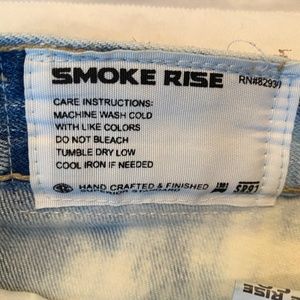 SMOKE RISE
RN#82930
CARE INSTRUCTIONS:
MACHINE WASH COLD
WITH LIKE COLORS
DO NOT BLEACH
TUMBLE DRY LOW
COOL IRON IF NEEDED
HAND CRAFTED & FINISHED
RISE